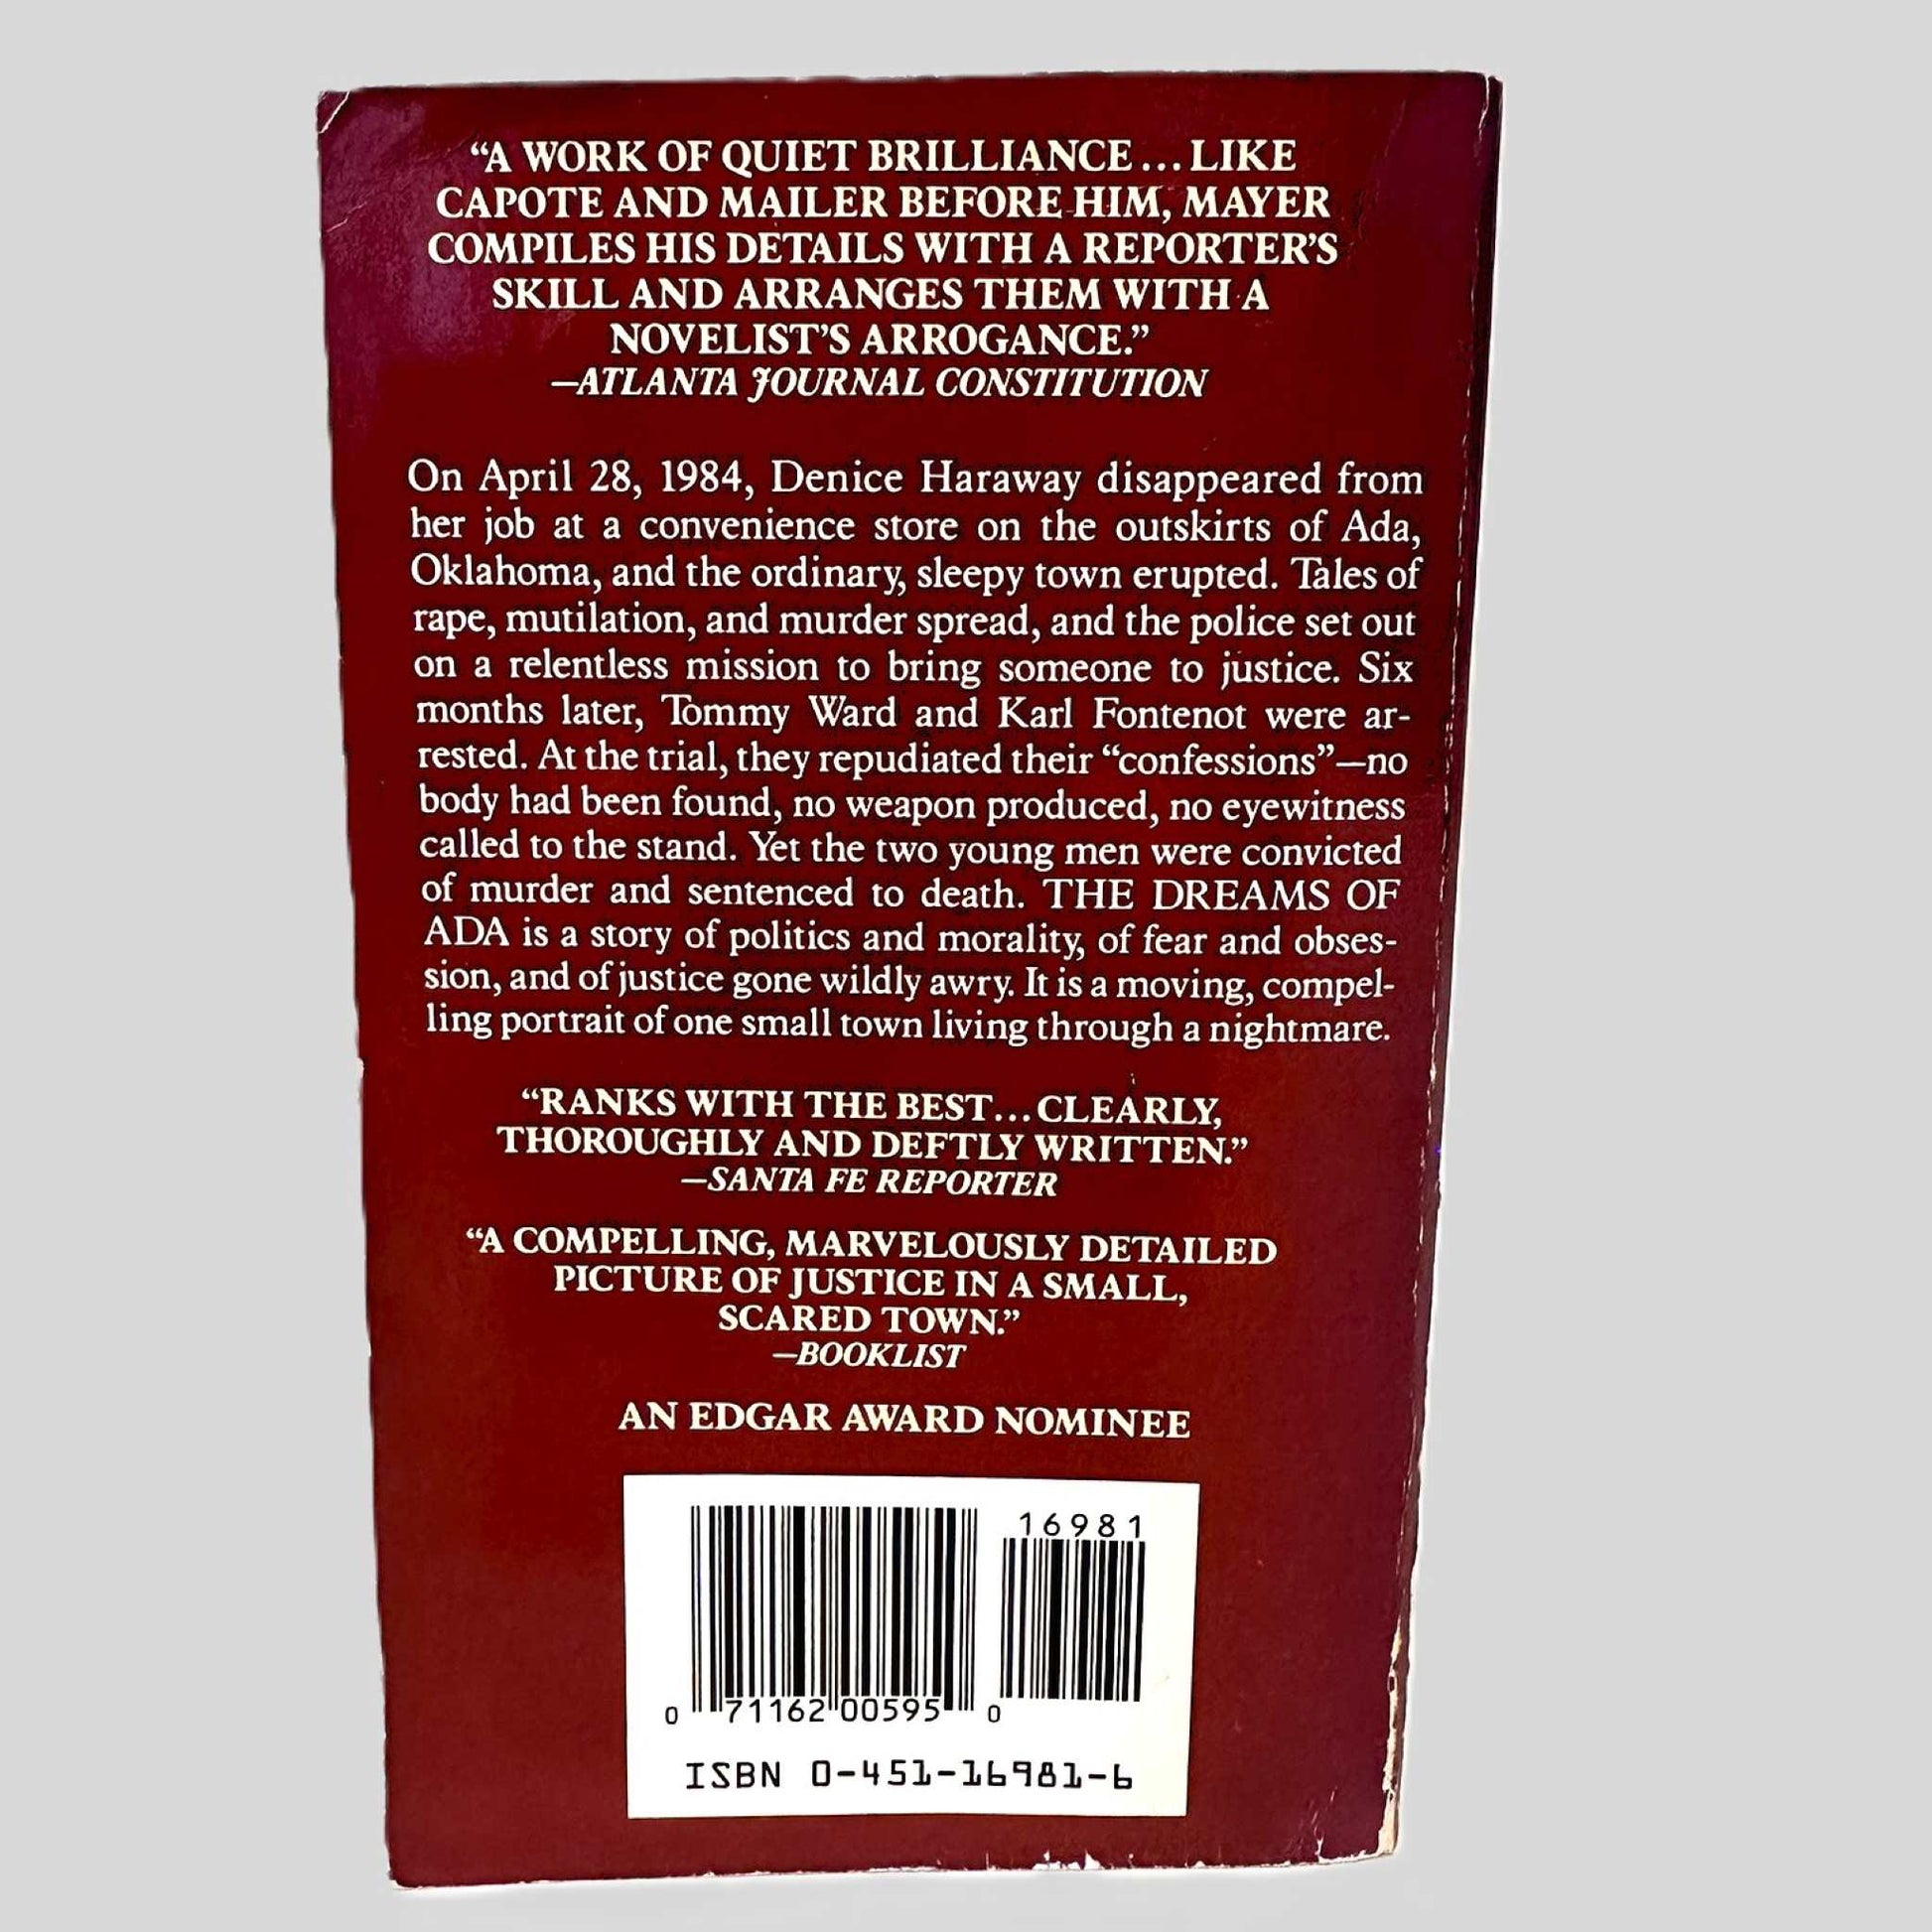 “A WORK OF QUIET BRILLIANCE...LIKE
CAPOTE AND MAILER BEFORE HIM, MAYER
COMPILES HIS DETAILS WITH A REPORTER’S
SKILL AND ARRANGES THEM WITH A
NOVELIST’S ARROGANCE.”
—ATLANTA JOURNAL CONSTITUTION
On April 28, 1984, Denice Haraway disappeared from
her job at a convenience store on the outskirts of Ada,
Oklahoma, and the ordinary, sleepy town erupted. Tales of
rape, mutilation, and murder spread, and the police set out
on a relentless mission to bring someone to justice. Six
months later, Tommy Ward and Karl Fontenot were ar-
rested. At the trial, they repudiated their “confessions”—no
body had been found, no weapon produced, no eyewitness
called to the stand. Yet the two young men were convicted
of murder and sentenced to death. THE DREAMS OF
ADA is a story of politics and morality, of fear and obses-
sion, and of justice gone wildly awry. It is a moving, compel-
ling portrait of one small town living through a nightmare.
“RANKS WITH THE BEST...CLEARLY,
THOROUGHLY AND DEFTLY WRITTEN.”
—SANTA FE REPORTER
“A COMPELLING, MARVELOUSLY DETAILED
PICTURE OF JUSTICE IN A SMALL,
SCARED TOWN.”
—BOOKLIST
AN EDGAR AWARD NOMINEE
16981
0 71162 00595 0
ISBN 0-451-16981-6